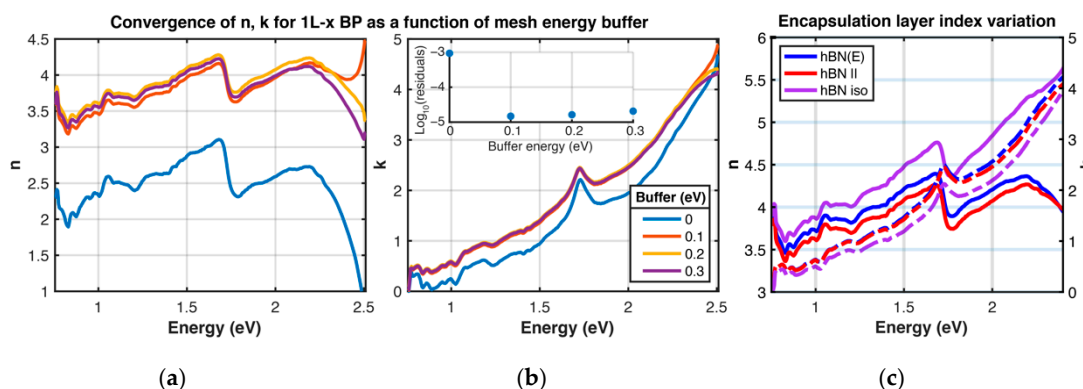 Convergence of n, k for 1L-x BP as a function of mesh energy buffer
4.5
4
3.5
3
2.5
2
1.5
1
n
1
1.5
2
2.5
Energy (eV)
(a)
5
4
3
2
1
0
k
-3
-4
-5
Log10(residuals)
0
0.1
0.2
0.3
Buffer energy (eV)
Buffer (eV)
0
0.1
0.2
0.3
1
1.5
2
2.5
Energy (eV)
(b)
Encapsulation layer index variation
hBN(E)
hBN II
hBN iso
6
5.5
5
4.5
4
3.5
3
n
5
4
3
2
1
0
1
1.5
2
Energy (eV)
(c)